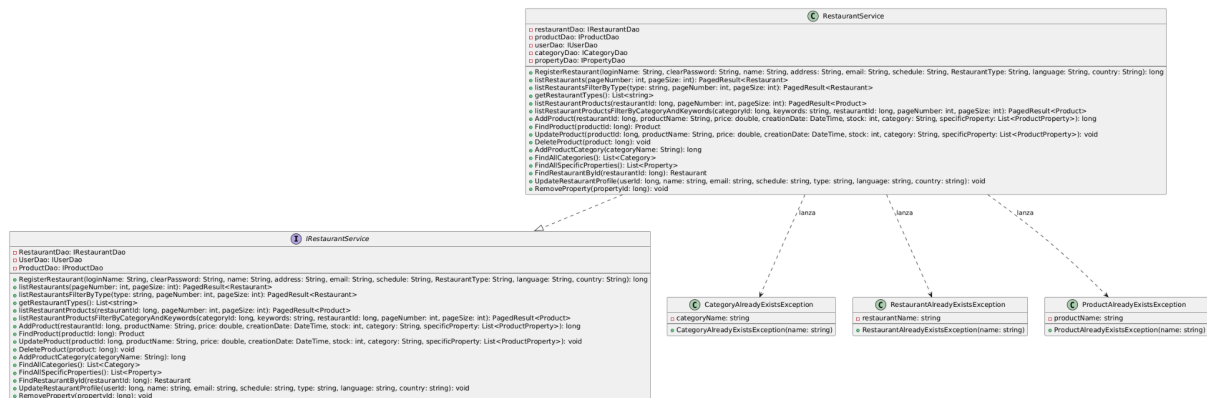 C RestaurantService
restaurantDao: IRestaurantDao
productDao: IProductDao
userDao: IUserDao
categoryDao: ICategoryDao
propertyDao: IPropertyDao
RegisterRestaurant(loginName: String, clearPassword: String, name: String, address: String, email: String, schedule: String, RestaurantType: String, language: String, country: String): long
listRestaurants(pageNumber: int, pageSize: int): PagedResult<Restaurant>
listRestaurantsFilterByType(type: string, pageNumber: int, pageSize: int): PagedResult<Restaurant>
getRestaurantTypes(): List<string>
listRestaurantProducts(restaurantId: long, pageNumber: int, pageSize: int): PagedResult<Product>
listRestaurantProductsFilterByCategoryAndKeywords(categoryId: long, keywords: string, restaurantId: long, pageNumber: int, pageSize: int): PagedResult<Product>
AddProduct(restaurantId: long, productName: String, price: double, creationDate: DateTime, stock: int, category: String, specificProperty: List<ProductProperty>): long
FindProduct(productId: long): Product
UpdateProduct(productId: long, productName: String, price: double, creationDate: DateTime, stock: int, category: String, specificProperty: List<ProductProperty>): void
DeleteProduct(product: long): void
AddProductCategory(categoryName: String): long
FindAllCategories(): List<Category>
FindAllSpecificProperties(): List<Property>
FindRestaurantById(restaurantId: long): Restaurant
UpdateRestaurantProfile(userId: long, name: string, email: string, schedule: string, type: string, language: string, country: string): void
RemoveProperty(propertyId: long): void
lanza
lanza
lanza
I IRestaurantService
RestaurantDao: IRestaurantDao
UserDao: IUserDao
ProductDao: IProductDao
RegisterRestaurant(loginName: String, clearPassword: String, name: String, address: String, email: String, schedule: String, RestaurantType: String, language: String, country: String): long
listRestaurants(pageNumber: int, pageSize: int): PagedResult<Restaurant>
listRestaurantsFilterByType(type: string, pageNumber: int, pageSize: int): PagedResult<Restaurant>
getRestaurantTypes(): List<string>
listRestaurantProducts(restaurantId: long, pageNumber: int, pageSize: int): PagedResult<Product>
listRestaurantProductsFilterByCategoryAndKeywords(categoryId: long, keywords: string, restaurantId: long, pageNumber: int, pageSize: int): PagedResult<Product>
AddProduct(restaurantId: long, productName: String, price: double, creationDate: DateTime, stock: int, category: String, specificProperty: List<ProductProperty>): long
FindProduct(productId: long): Product
UpdateProduct(productId: long, productName: String, price: double, creationDate: DateTime, stock: int, category: String, specificProperty: List<ProductProperty>): void
DeleteProduct(product: long): void
AddProductCategory(categoryName: String): long
FindAllCategories(): List<Category>
FindAllSpecificProperties(): List<Property>
FindRestaurantById(restaurantId: long): Restaurant
UpdateRestaurantProfile(userId: long, name: string, email: string, schedule: string, type: string, language: string, country: string): void
RemoveProperty(propertyId: long): void
C CategoryAlreadyExistsException
categoryName: string
CategoryAlreadyExistsException(name: string)
C RestaurantAlreadyExistsException
restaurantName: string
RestaurantAlreadyExistsException(name: string)
C ProductAlreadyExistsException
productName: string
ProductAlreadyExistsException(name: string)